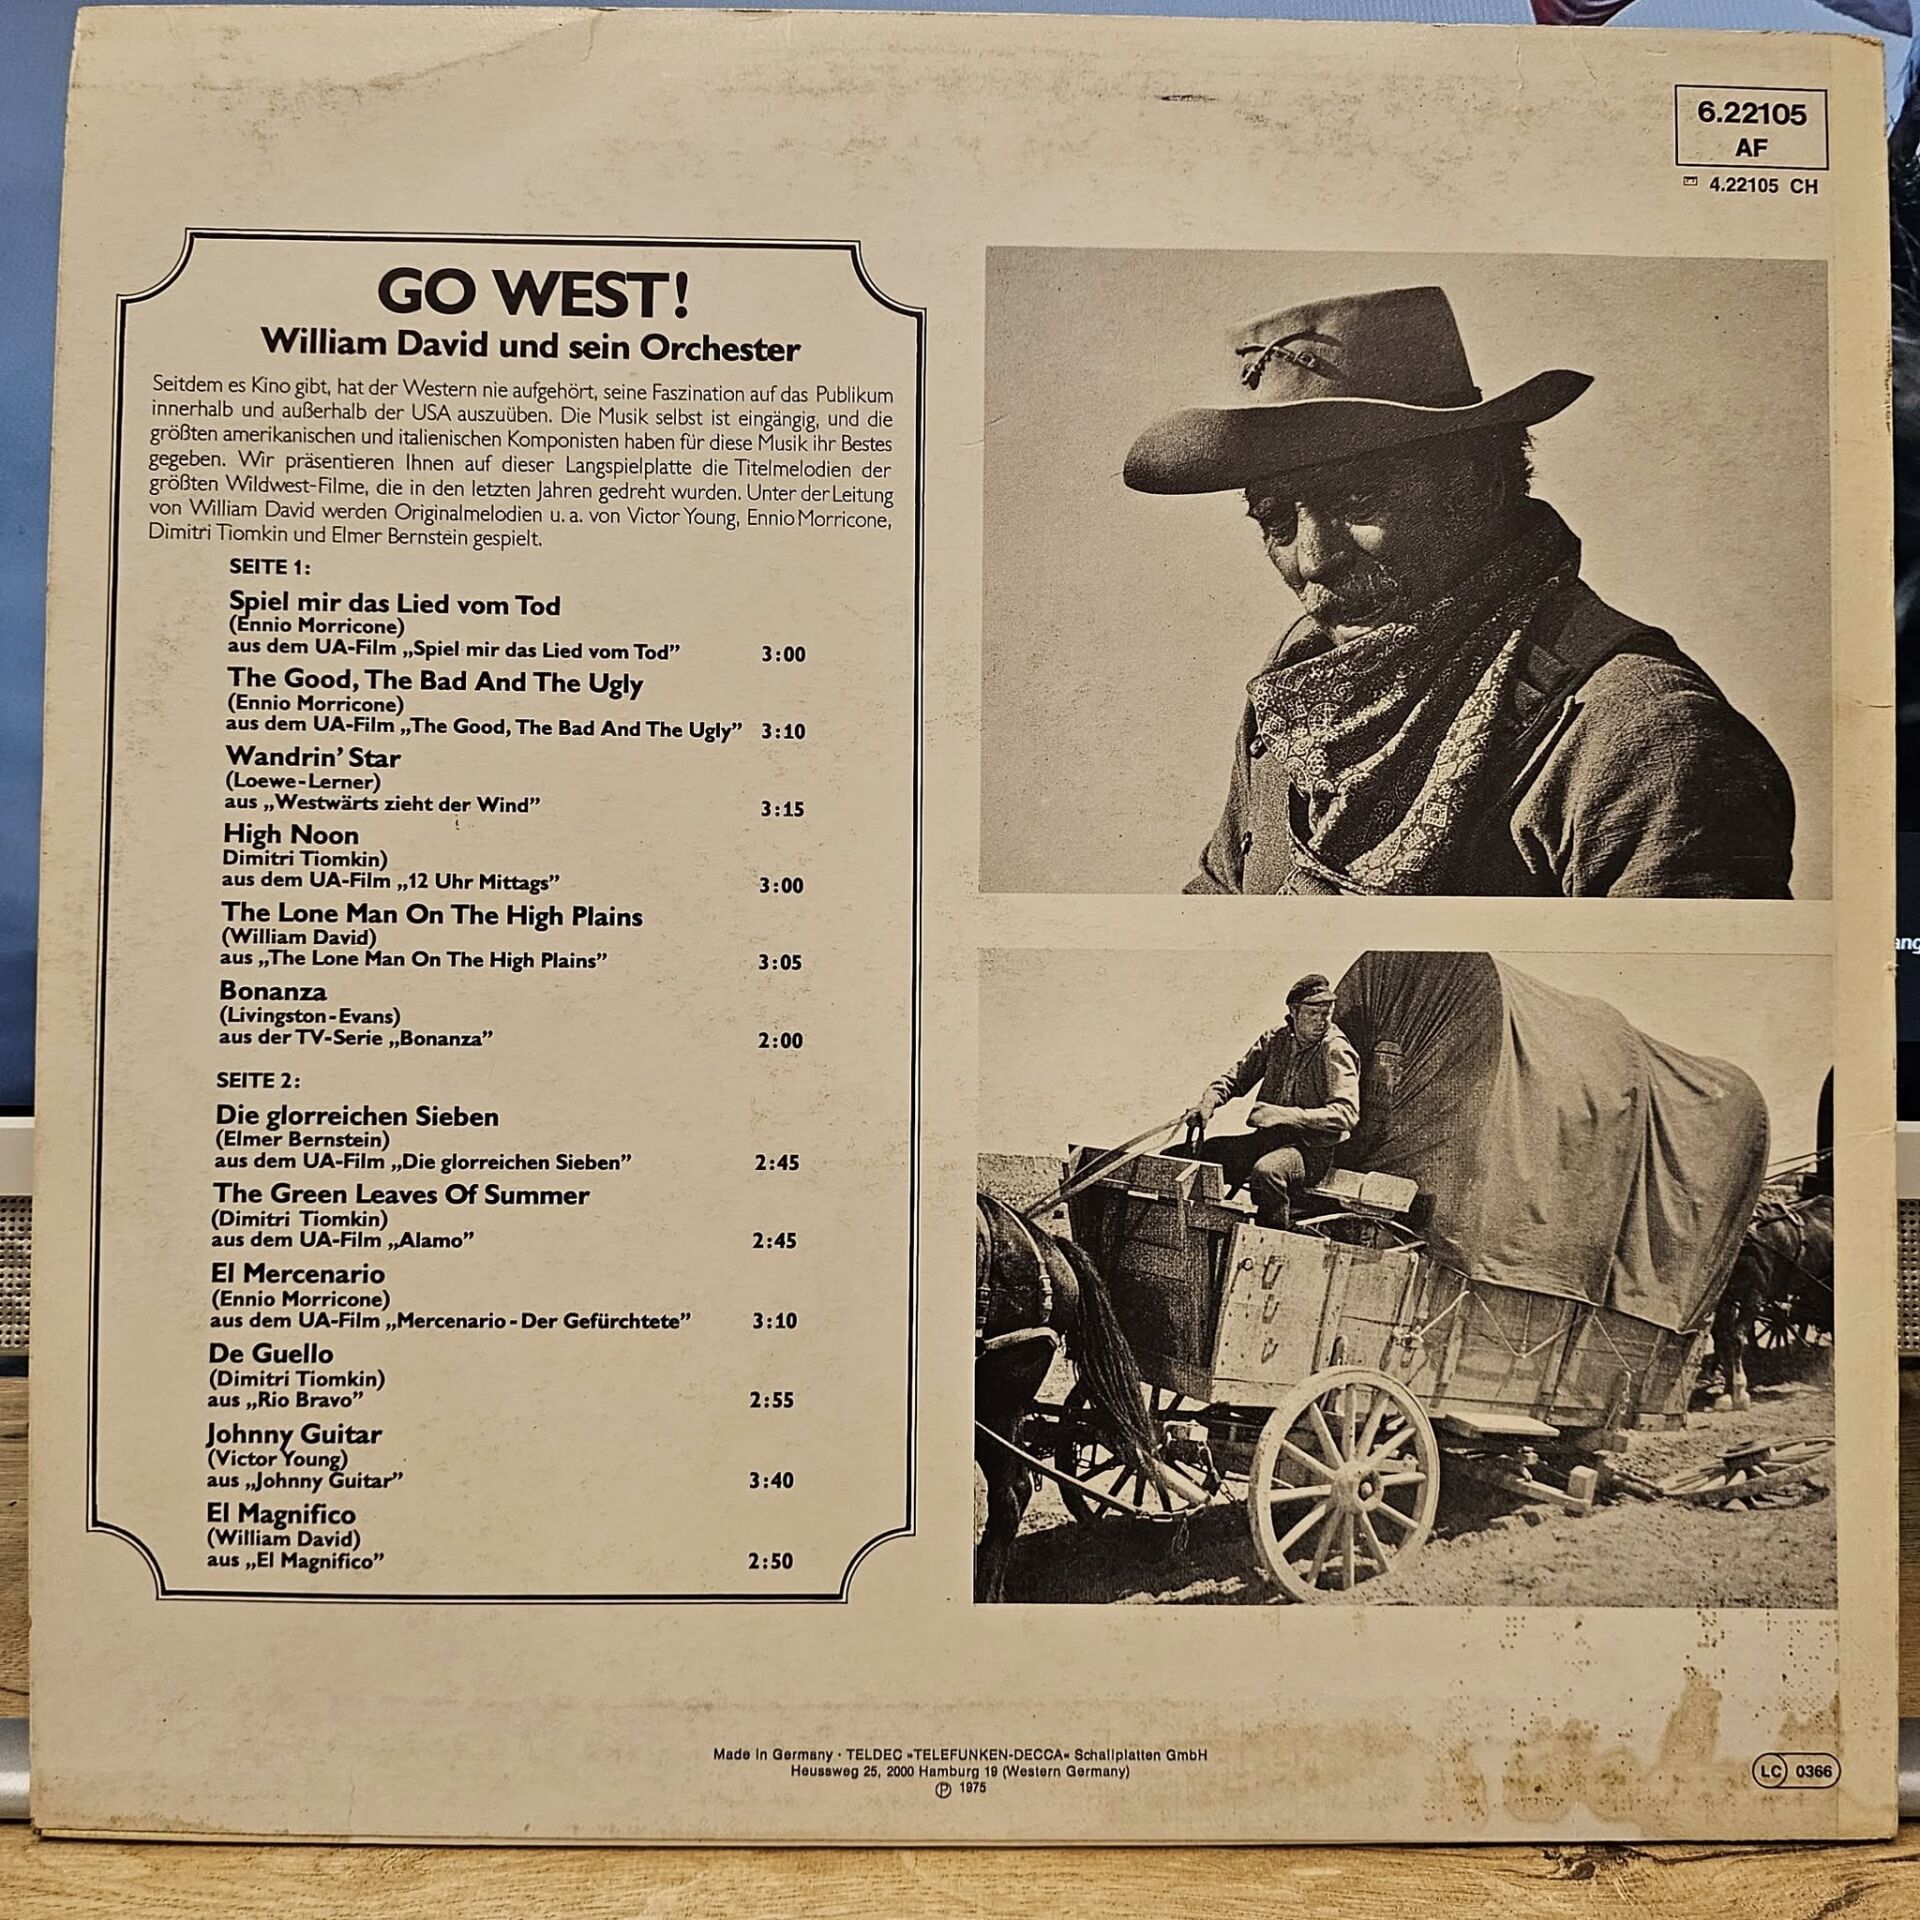 6.22105
AF
4.22105 CH
GO WEST!
William David und sein Orchester
Seitdem es Kino gibt, hat der Western nie aufgehört, seine Faszination auf das Publikum
innerhalb und außerhalb der USA auszuüben. Die Musik selbst ist eingängig, und die
größten amerikanischen und italienischen Komponisten haben für diese Musik ihr Bestes
gegeben. Wir präsentieren Ihnen auf dieser Langspielplatte die Titelmelodien der
größten Wildwest-Filme, die in den letzten Jahren gedreht wurden. Unter der Leitung
von William David werden Originalmelodien u. a. von Victor Young, Ennio Morricone,
Dimitri Tiomkin und Elmer Bernstein gespielt.
SEITE 1:
Spiel mir das Lied vom Tod
(Ennio Morricone)
aus dem UA-Film „Spiel mir das Lied vom Tod” 3:00
The Good, The Bad And The Ugly
(Ennio Morricone)
aus dem UA-Film „The Good, The Bad And The Ugly” 3:10
Wandrin' Star
(Loewe-Lerner)
aus „Westwärts zieht der Wind” 3:15
High Noon
Dimitri Tiomkin)
aus dem UA-Film „12 Uhr Mittags” 3:00
The Lone Man On The High Plains
(William David)
aus „The Lone Man On The High Plains” 3:05
Bonanza
(Livingston-Evans)
aus der TV-Serie „Bonanza” 2:00
SEITE 2:
Die glorreichen Sieben
(Elmer Bernstein)
aus dem UA-Film „Die glorreichen Sieben” 2:45
The Green Leaves Of Summer
(Dimitri Tiomkin)
aus dem UA-Film „Alamo” 2:45
El Mercenario
(Ennio Morricone)
aus dem UA-Film „Mercenario - Der Gefürchtete” 3:10
De Guello
(Dimitri Tiomkin)
aus „Rio Bravo” 2:55
Johnny Guitar
(Victor Young)
aus „Johnny Guitar” 3:40
El Magnifico
(William David)
aus „El Magnifico” 2:50
Made in Germany · TELDEC »TELEFUNKEN-DECCA« Schallplatten GmbH
Heussweg 25, 2000 Hamburg 19 (Western Germany)
Ⓟ 1975
LC 0366